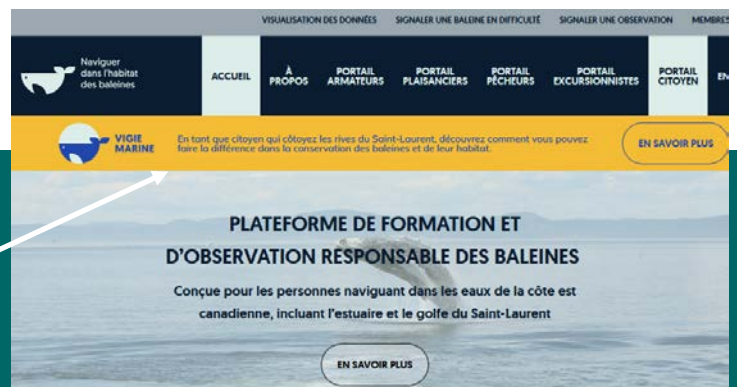 VISUALISATION DES DONNÉES SIGNALER UNE BALEINE EN DIFFICULTÉ SIGNALER UNE OBSERVATION MEMBRES
Naviguer
dans l'habitat
des baleines
ACCUEIL
À
PROPOS
PORTAIL
ARMATEURS
PORTAIL
PLAISANCIERS
PORTAIL
PÊCHEURS
PORTAIL
EXCURSIONNISTES
PORTAIL
CITOYEN
EN
VIGIE
MARINE
En tant que citoyen qui côtoyez les rives du Saint-Laurent, découvrez comment vous pouvez
faire la différence dans la conservation des baleines et de leur habitat.
EN SAVOIR PLUS
PLATEFORME DE FORMATION ET
D'OBSERVATION RESPONSABLE DES BALEINES
Conçue pour les personnes naviguant dans les eaux de la côte est
canadienne, incluant l'estuaire et le golfe du Saint-Laurent
EN SAVOIR PLUS